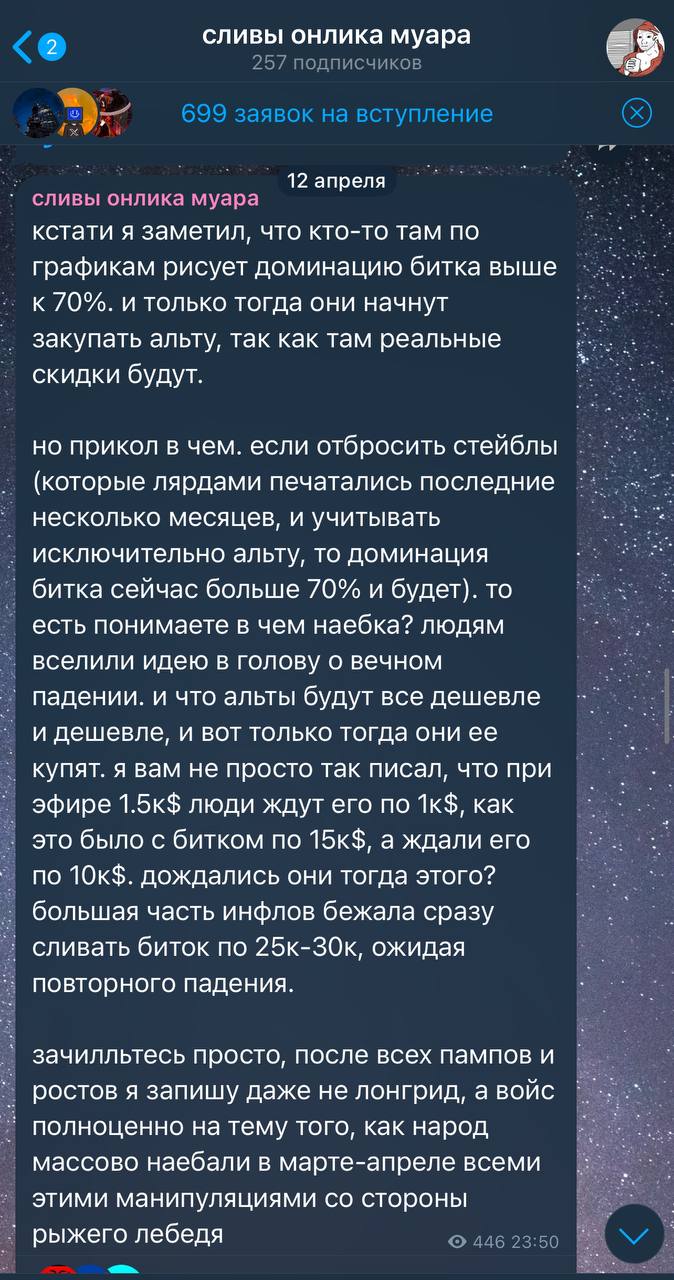 2
сливы онлика муара
257 подписчиков
699 заявок на вступление
12 апреля
сливы онлика муара
кстати я заметил, что кто-то там по
графикам рисует доминацию битка выше
к 70%. и только тогда они начнут
закупать альту, так как там реальные
скидки будут.
но прикол в чем. если отбросить стейблы
(которые лярдами печатались последние
несколько месяцев, и учитывать
исключительно альту, то доминация
битка сейчас больше 70% и будет). то
есть понимаете в чем наебка? людям
вселили идею в голову о вечном
падении. и что альты будут все дешевле
и дешевле, и вот только тогда они ее
купят. я вам не просто так писал, что при
эфире 1.5к$ люди ждут его по 1к$, как
это было с битком по 15к$, а ждали его
по 10к$. дождались они тогда этого?
большая часть инфлов бежала сразу
сливать биток по 25к-30к, ожидая
повторного падения.
зачилльтесь просто, после всех пампов и
ростов я запишу даже не лонгрид, а войс
полноценно на тему того, как народ
массово наебали в марте-апреле всеми
этими манипуляциями со стороны
рыжего лебедя
446 23:50